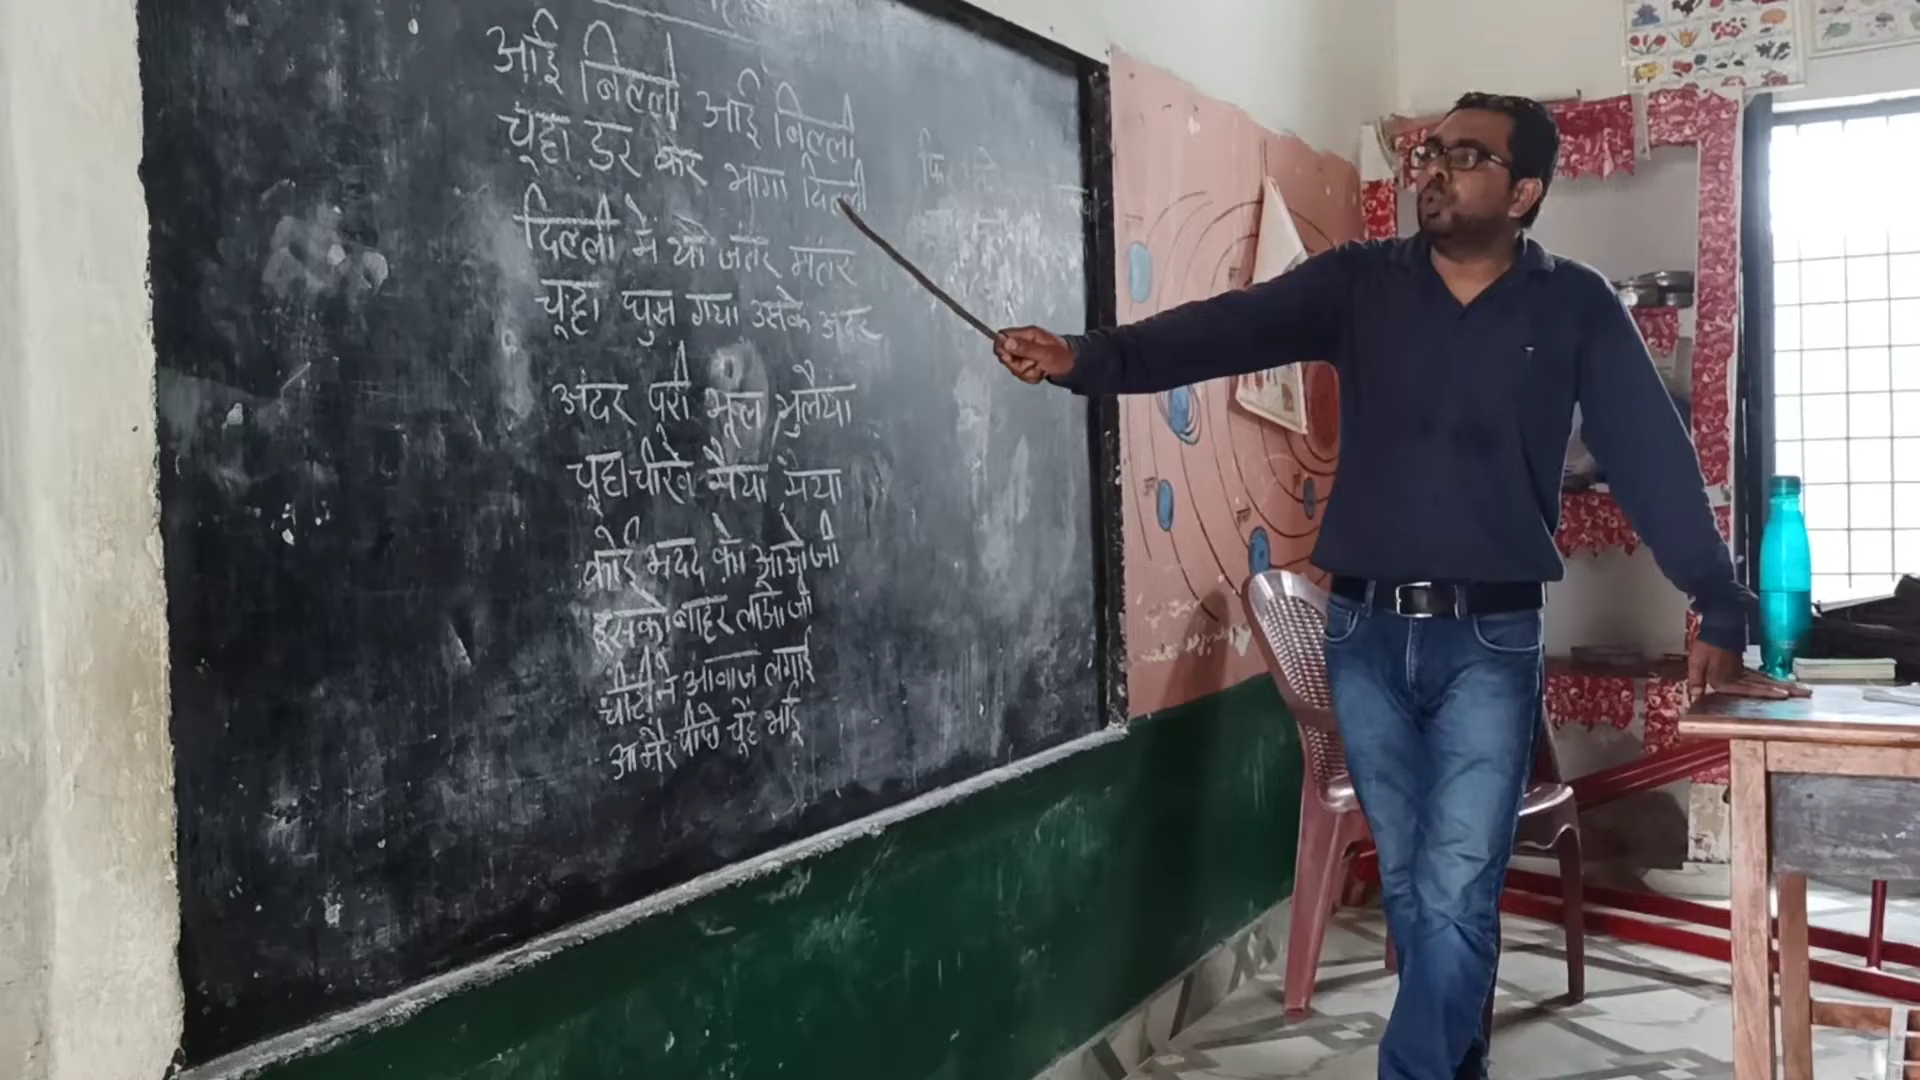 आई बिल्ली आई बिल्ली
चूहा डर कर भागा दिल्ली
दिल्ली में थो जंतर मंतर
चूहा घुस गया उसके अंदर
अंदर पूरी भूल भुलैया
चूहा चीखे मैया मैया
कोई मदद को आओ जी
इसको बाहर लाओ जी
चींटी ने आवाज लगाई
आ मेरे पीछे चूहे भाई